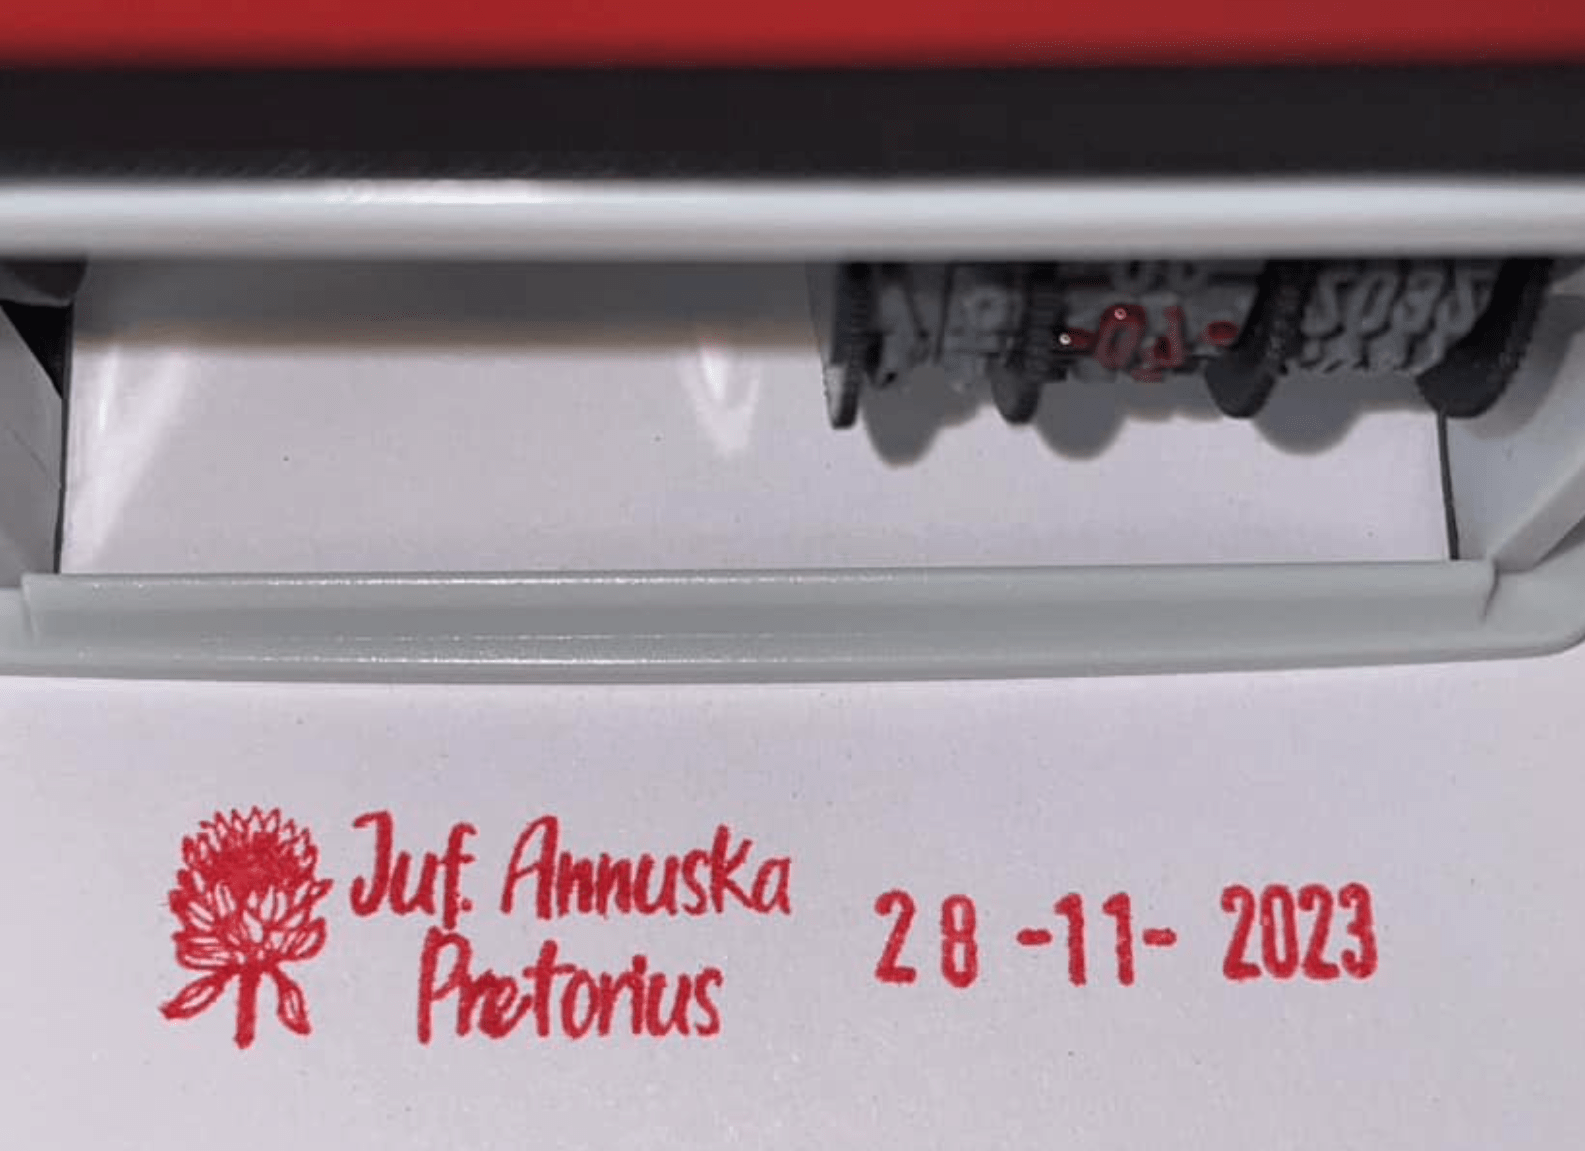 Juf. Annuska
Pretorius
28 -11- 2023